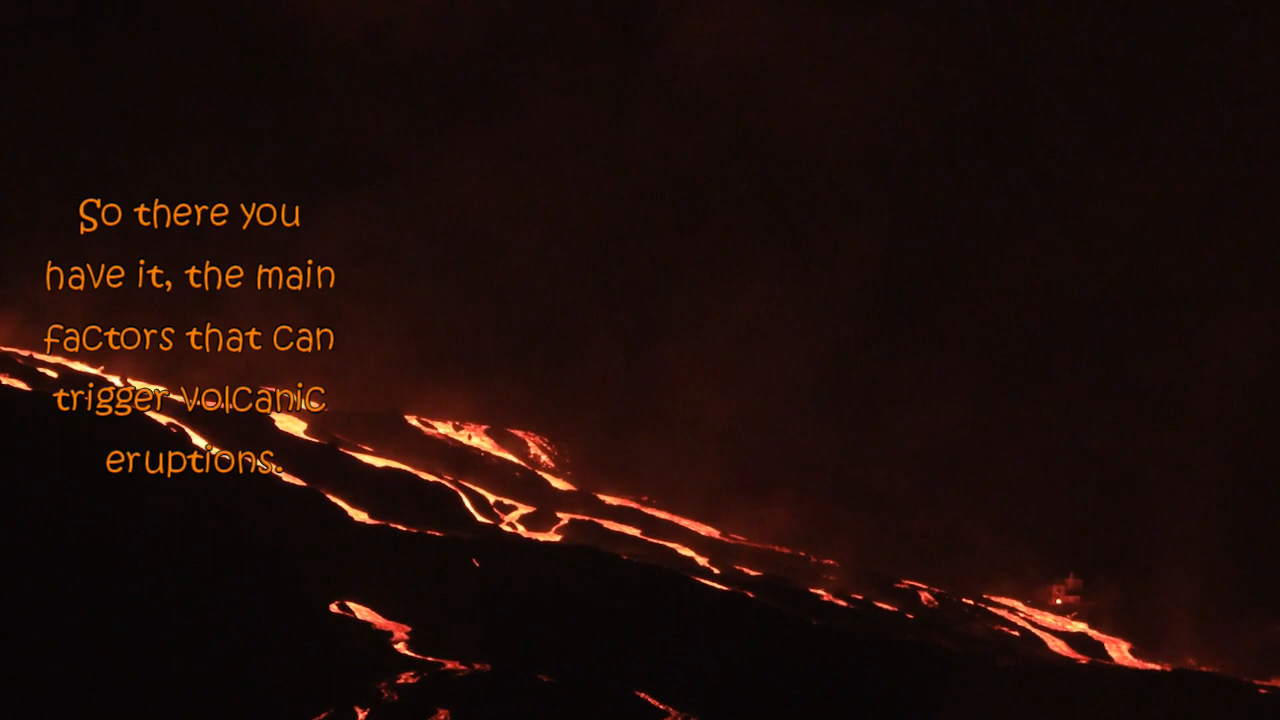 So there you
have it, the main
factors that can
trigger volcanic
eruptions.